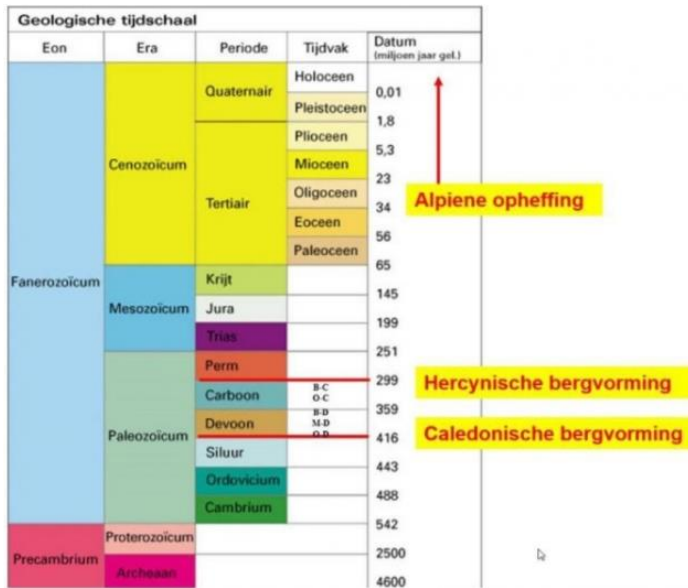 Geologische tijdschaal
Eon Era Periode Tijdvak Datum
(miljoen jaar gel.)
Holoceen
Quaternair
0,01
Pleistoceen
1,8
Plioceen
5,3
Cenozoïcum Mioceen
23
Oligoceen
Tertiair Alpiene opheffing
34
Eoceen
56
Paleoceen
65
Fanerozoïcum Krijt
145
Mesozoïcum Jura
199
Trias
251
Perm
299 Hercynische bergvorming
B-C
Carboon O-C
359
B-D
Paleozoïcum Devoon M-D
O-D
416 Caledonische bergvorming
Siluur
443
Ordovicium
488
Cambrium
542
Proterozoïcum
2500
Precambrium
Archeaan
4600